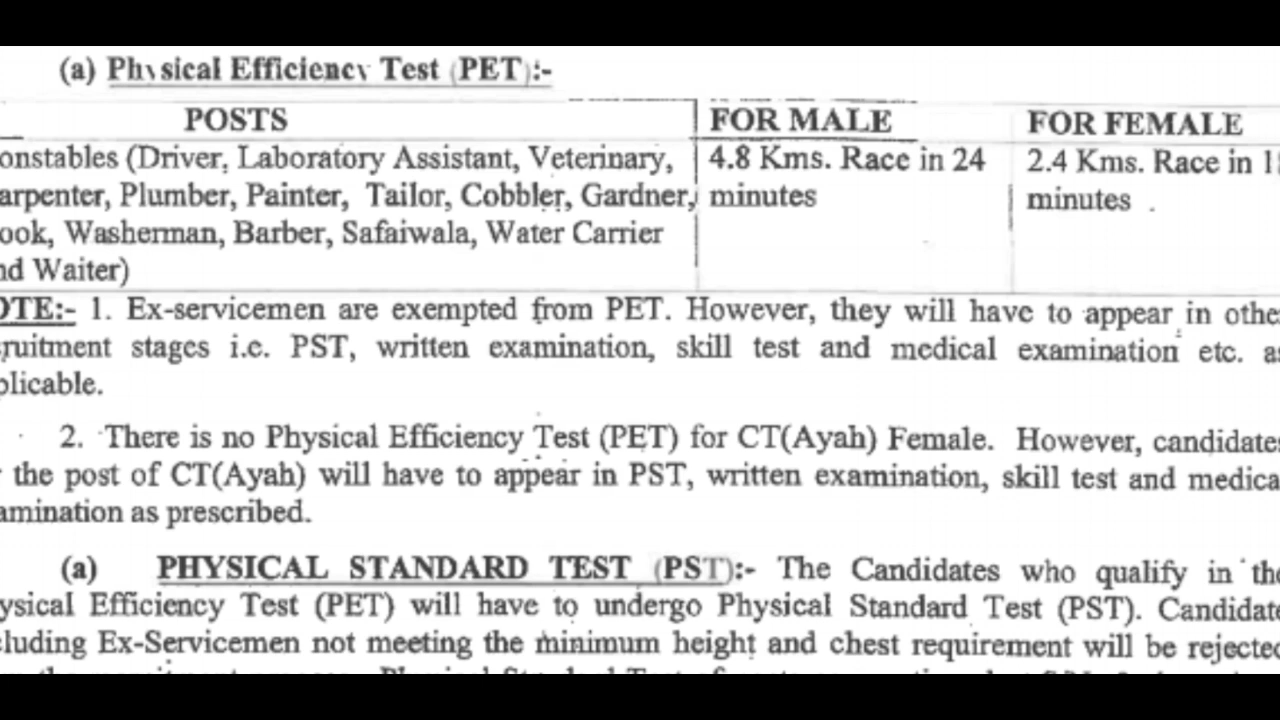 (a) Physical Efficiency Test (PET):-
POSTS FOR MALE FOR FEMALE
onstables (Driver, Laboratory Assistant, Veterinary, 4.8 Kms. Race in 24 2.4 Kms. Race in
arpenter, Plumber, Painter, Tailor, Cobbler, Gardner, minutes minutes
ook, Washerman, Barber, Safaiwala, Water Carrier
nd Waiter)
OTE:- 1. Ex-servicemen are exempted from PET. However, they will have to appear in othe
ruitment stages i.e. PST, written examination, skill test and medical examination etc. as
plicable.
2. There is no Physical Efficiency Test (PET) for CT(Ayah) Female. However, candidates
the post of CT(Ayah) will have to appear in PST, written examination, skill test and medica
amination as prescribed.
(a) PHYSICAL STANDARD TEST (PST):- The Candidates who qualify in the
ysical Efficiency Test (PET) will have to undergo Physical Standard Test (PST). Candidate
cluding Ex-Servicemen not meeting the minimum height and chest requirement will be rejected